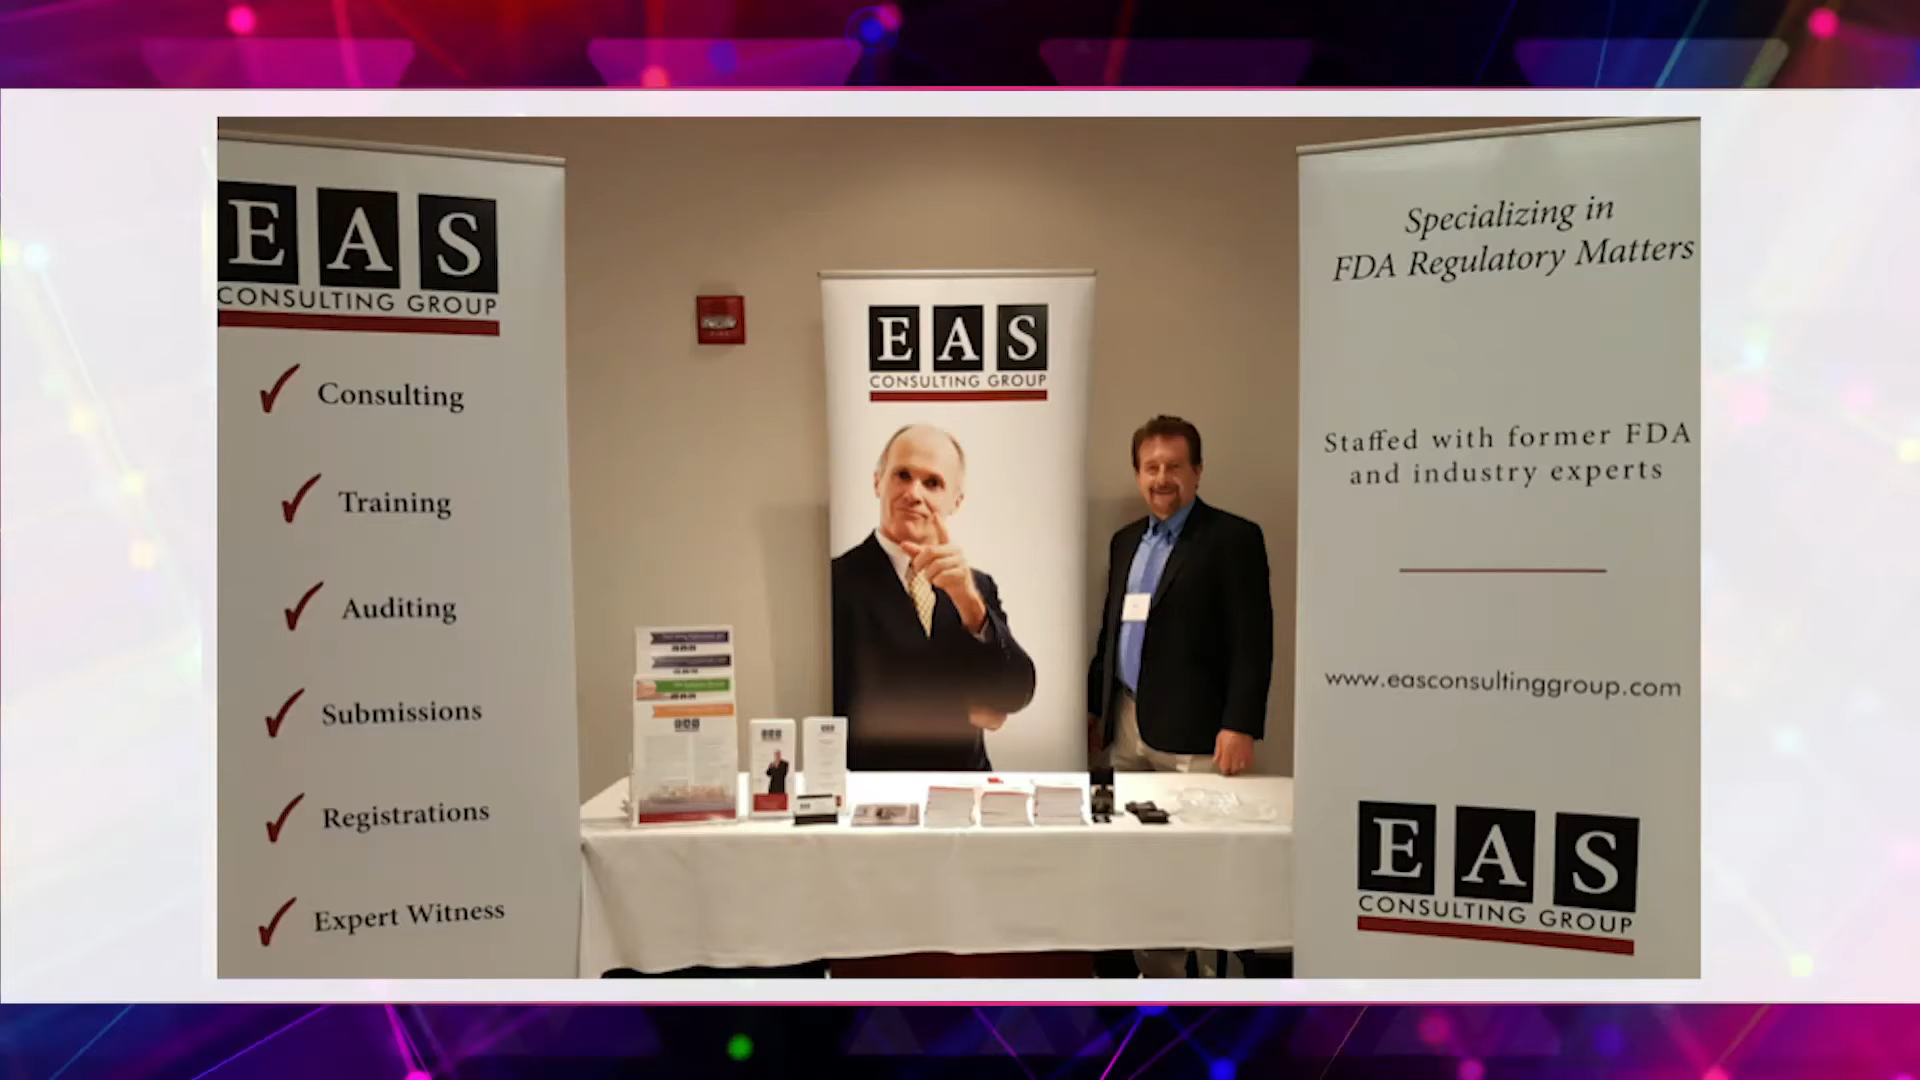 EAS
CONSULTING GROUP
Consulting
Training
Auditing
Submissions
Registrations
Expert Witness
EAS
CONSULTING GROUP
Specializing in
FDA Regulatory Matters
Staffed with former FDA
and industry experts
www.easconsultinggroup.com
EAS
CONSULTING GROUP